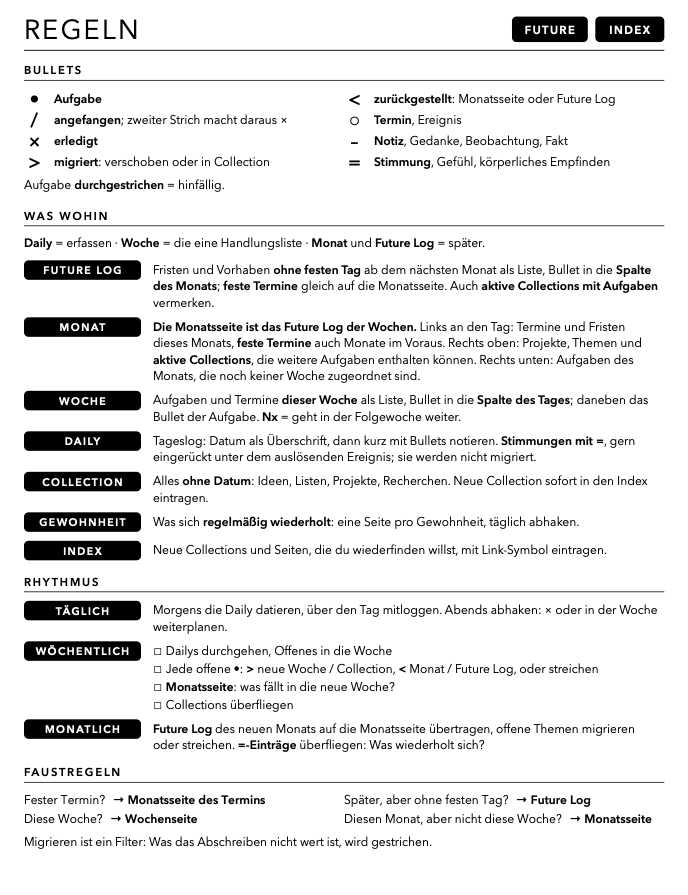 REGELN
FUTURE
INDEX
BULLETS
• Aufgabe
/ angefangen; zweiter Strich macht daraus ×
× erledigt
> migriert: verschoben oder in Collection
< zurückgestellt: Monatsseite oder Future Log
○ Termin, Ereignis
– Notiz, Gedanke, Beobachtung, Fakt
= Stimmung, Gefühl, körperliches Empfinden
Aufgabe durchgestrichen = hinfällig.
WAS WOHIN
Daily = erfassen · Woche = die eine Handlungsliste · Monat und Future Log = später.
FUTURE LOG
Fristen und Vorhaben ohne festen Tag ab dem nächsten Monat als Liste, Bullet in die Spalte
des Monats; feste Termine gleich auf die Monatsseite. Auch aktive Collections mit Aufgaben
vermerken.
MONAT
Die Monatsseite ist das Future Log der Wochen. Links an den Tag: Termine und Fristen
dieses Monats, feste Termine auch Monate im Voraus. Rechts oben: Projekte, Themen und
aktive Collections, die weitere Aufgaben enthalten können. Rechts unten: Aufgaben des
Monats, die noch keiner Woche zugeordnet sind.
WOCHE
Aufgaben und Termine dieser Woche als Liste, Bullet in die Spalte des Tages; daneben das
Bullet der Aufgabe. Nx = geht in der Folgewoche weiter.
DAILY
Tageslog: Datum als Überschrift, dann kurz mit Bullets notieren. Stimmungen mit =, gern
eingerückt unter dem auslösenden Ereignis; sie werden nicht migriert.
COLLECTION
Alles ohne Datum: Ideen, Listen, Projekte, Recherchen. Neue Collection sofort in den Index
eintragen.
GEWOHNHEIT
Was sich regelmäßig wiederholt: eine Seite pro Gewohnheit, täglich abhaken.
INDEX
Neue Collections und Seiten, die du wiederfinden willst, mit Link-Symbol eintragen.
RHYTHMUS
TÄGLICH
Morgens die Daily datieren, über den Tag mitloggen. Abends abhaken: × oder in der Woche
weiterplanen.
WÖCHENTLICH
□ Dailys durchgehen, Offenes in die Woche
□ Jede offene •: > neue Woche / Collection, < Monat / Future Log, oder streichen
□ Monatsseite: was fällt in die neue Woche?
□ Collections überfliegen
MONATLICH
Future Log des neuen Monats auf die Monatsseite übertragen, offene Themen migrieren
oder streichen. =-Einträge überfliegen: Was wiederholt sich?
FAUSTREGELN
Fester Termin? → Monatsseite des Termins
Später, aber ohne festen Tag? → Future Log
Diese Woche? → Wochenseite
Diesen Monat, aber nicht diese Woche? → Monatsseite
Migrieren ist ein Filter: Was das Abschreiben nicht wert ist, wird gestrichen.